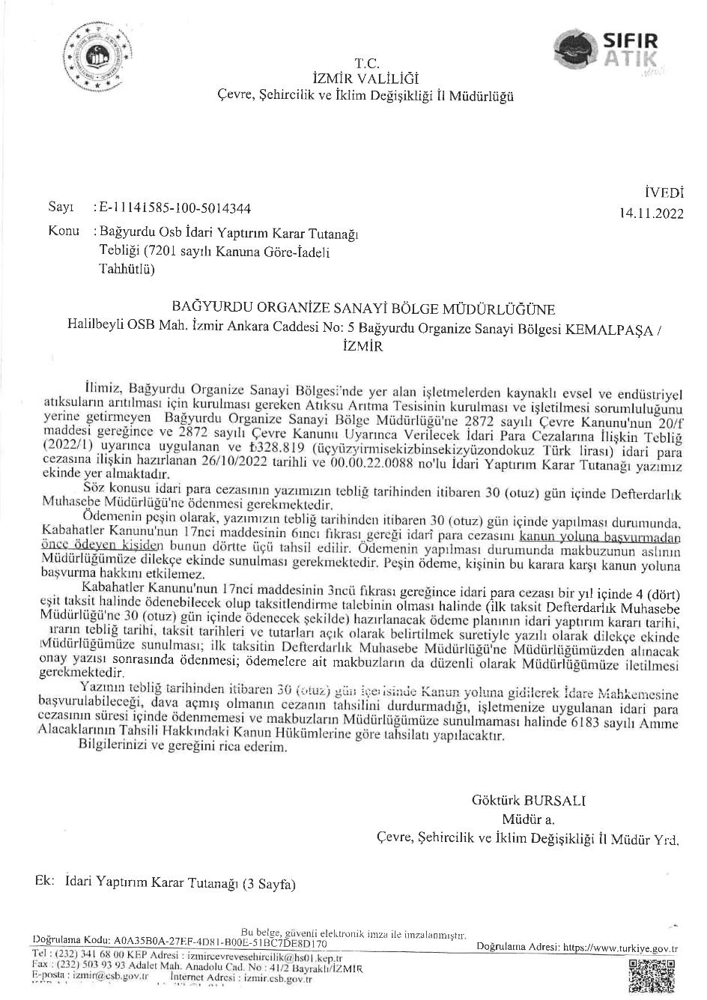 SIFIR
ATIK
T.C.
İZMİR VALİLİĞİ
Çevre, Şehircilik ve İklim Değişikliği İl Müdürlüğü
İVEDİ
Sayı : E-11141585-100-5014344
14.11.2022
Konu : Bağyurdu Osb İdari Yaptırım Karar Tutanağı
Tebliği (7201 sayılı Kanuna Göre-İadeli
Tahhütlü)
BAĞYURDU ORGANİZE SANAYİ BÖLGE MÜDÜRLÜĞÜNE
Halilbeyli OSB Mah. İzmir Ankara Caddesi No: 5 Bağyurdu Organize Sanayi Bölgesi KEMALPAŞA /
İZMİR
İlimiz, Bağyurdu Organize Sanayi Bölgesi'nde yer alan işletmelerden kaynaklı evsel ve endüstriyel
atıksuların arıtılması için kurulması gereken Atıksu Arıtma Tesisinin kurulması ve işletilmesi sorumluluğunu
yerine getirmeyen Bağyurdu Organize Sanayi Bölge Müdürlüğü'ne 2872 sayılı Çevre Kanunu'nun 20/f
maddesi gereğince ve 2872 sayılı Çevre Kanunu Uyarınca Verilecek İdari Para Cezalarına İlişkin Tebliğ
(2022/1) uyarınca uygulanan ve ₺328.819 (üçyüzyirmisekizbinsekizyüzondokuz Türk lirası) idari para
cezasına ilişkin hazırlanan 26/10/2022 tarihli ve 00.00.22.0088 no'lu İdari Yaptırım Karar Tutanağı yazımız
ekinde yer almaktadır.
Söz konusu idari para cezasının yazımızın tebliğ tarihinden itibaren 30 (otuz) gün içinde Defterdarlık
Muhasebe Müdürlüğü'ne ödenmesi gerekmektedir.
Ödemenin peşin olarak, yazımızın tebliğ tarihinden itibaren 30 (otuz) gün içinde yapılması durumunda,
Kabahatler Kanunu'nun 17nci maddesinin 6ıncı fıkrası gereği idarî para cezasını kanun yoluna başvurmadan
önce ödeyen kişiden bunun dörtte üçü tahsil edilir. Ödemenin yapılması durumunda makbuzunun aslının
Müdürlüğümüze dilekçe ekinde sunulması gerekmektedir. Peşin ödeme, kişinin bu karara karşı kanun yoluna
başvurma hakkını etkilemez.
Kabahatler Kanunu'nun 17nci maddesinin 3ncü fıkrası gereğince idari para cezası bir yıl içinde 4 (dört)
eşit taksit halinde ödenebilecek olup taksitlendirme talebinin olması halinde (ilk taksit Defterdarlık Muhasebe
Müdürlüğü'ne 30 (otuz) gün içinde ödenecek şekilde) hazırlanacak ödeme planının idari yaptırım kararı tarihi,
ırarın tebliğ tarihi, taksit tarihleri ve tutarları açık olarak belirtilmek suretiyle yazılı olarak dilekçe ekinde
Müdürlüğümüze sunulması; ilk taksitin Defterdarlık Muhasebe Müdürlüğü'ne Müdürlüğümüzden alınacak
onay yazısı sonrasında ödenmesi; ödemelere ait makbuzların da düzenli olarak Müdürlüğümüze iletilmesi
gerekmektedir.
Yazının tebliğ tarihinden itibaren 30 (otuz) gün içerisinde Kanun yoluna gidilerek İdare Mahkemesine
başvurulabileceği, dava açmış olmanın cezanın tahsilini durdurmadığı, işletmenize uygulanan idari para
cezasının süresi içinde ödenmemesi ve makbuzların Müdürlüğümüze sunulmaması halinde 6183 sayılı Amme
Alacaklarının Tahsili Hakkındaki Kanun Hükümlerine göre tahsilatı yapılacaktır.
Bilgilerinizi ve gereğini rica ederim.
Göktürk BURSALI
Müdür a.
Çevre, Şehircilik ve İklim Değişikliği İl Müdür Yrd.
Ek: İdari Yaptırım Karar Tutanağı (3 Sayfa)
Bu belge, güvenli elektronik imza ile imzalanmıştır.
Doğrulama Kodu: A0A35B0A-27EF-4D81-B00E-51BC7DE8D170
Doğrulama Adresi: https://www.turkiye.gov.tr
Tel : (232) 341 68 00 KEP Adresi : izmircevrevesehircilik@hs01.kep.tr
Fax : (232) 503 93 93 Adalet Mah. Anadolu Cad. No : 41/2 Bayraklı/İZMİR
E-posta : izmir@csb.gov.tr İnternet Adresi : izmir.csb.gov.tr